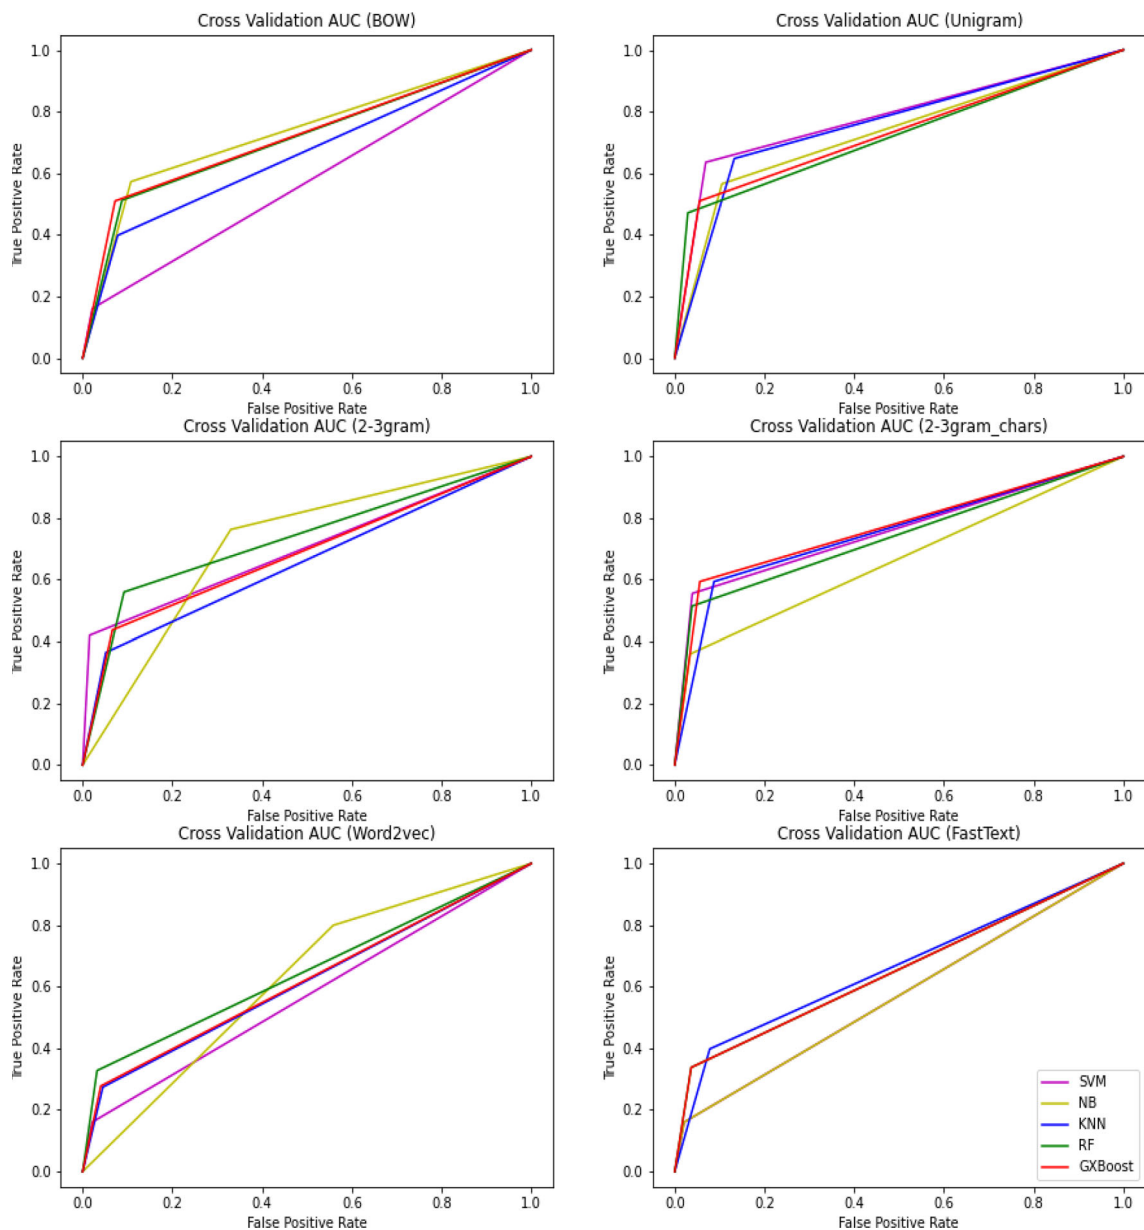 Cross Validation AUC (BOW)
1.0
0.8
0.6
0.4
0.2
0.0
True Positive Rate
0.0 0.2 0.4 0.6 0.8 1.0
False Positive Rate
Cross Validation AUC (Unigram)
1.0
0.8
0.6
0.4
0.2
0.0
True Positive Rate
0.0 0.2 0.4 0.6 0.8 1.0
False Positive Rate
Cross Validation AUC (2-3gram)
1.0
0.8
0.6
0.4
0.2
0.0
True Positive Rate
0.0 0.2 0.4 0.6 0.8 1.0
False Positive Rate
Cross Validation AUC (2-3gram_chars)
1.0
0.8
0.6
0.4
0.2
0.0
True Positive Rate
0.0 0.2 0.4 0.6 0.8 1.0
False Positive Rate
Cross Validation AUC (Word2vec)
1.0
0.8
0.6
0.4
0.2
0.0
True Positive Rate
0.0 0.2 0.4 0.6 0.8 1.0
False Positive Rate
Cross Validation AUC (FastText)
1.0
0.8
0.6
0.4
0.2
0.0
True Positive Rate
0.0 0.2 0.4 0.6 0.8 1.0
False Positive Rate
SVM
NB
KNN
RF
GXBoost